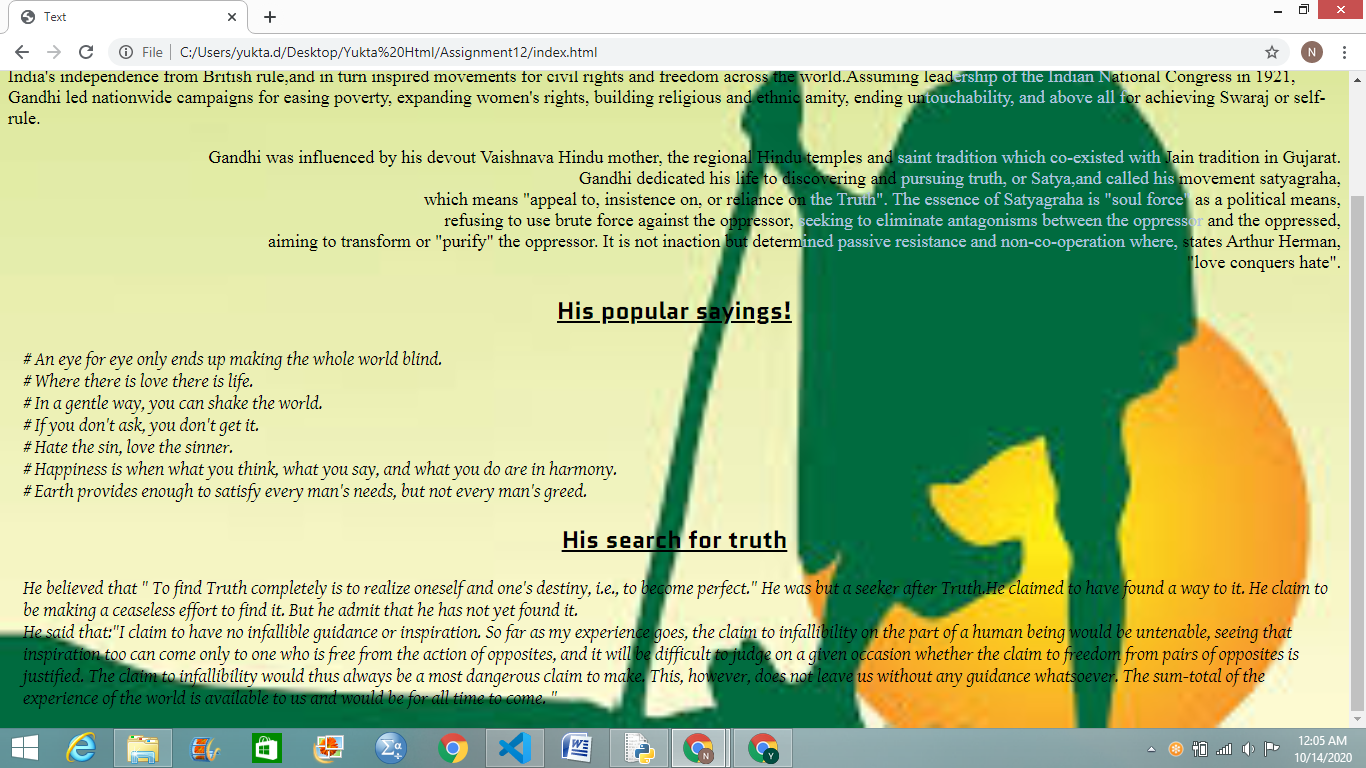 Text
File
C:/Users/yukta.d/Desktop/Yukta%20Html/Assignment12/index.html
N
India's independence from British rule,and in turn inspired movements for civil rights and freedom across the world.Assuming leadership of the Indian National Congress in 1921,
Gandhi led nationwide campaigns for easing poverty, expanding women's rights, building religious and ethnic amity, ending untouchability, and above all for achieving Swaraj or self-
rule.
Gandhi was influenced by his devout Vaishnava Hindu mother, the regional Hindu temples and saint tradition which co-existed with Jain tradition in Gujarat.
Gandhi dedicated his life to discovering and pursuing truth, or Satya,and called his movement satyagraha,
which means "appeal to, insistence on, or reliance on the Truth". The essence of Satyagraha is "soul force" as a political means,
refusing to use brute force against the oppressor, seeking to eliminate antagonisms between the oppressor and the oppressed,
aiming to transform or "purify" the oppressor. It is not inaction but determined passive resistance and non-co-operation where, states Arthur Herman,
"love conquers hate".
His popular sayings!
# An eye for eye only ends up making the whole world blind.
# Where there is love there is life.
# In a gentle way, you can shake the world.
# If you don't ask, you don't get it.
# Hate the sin, love the sinner.
# Happiness is when what you think, what you say, and what you do are in harmony.
# Earth provides enough to satisfy every man's needs, but not every man's greed.
His search for truth
He believed that " To find Truth completely is to realize oneself and one's destiny, i.e., to become perfect." He was but a seeker after Truth.He claimed to have found a way to it. He claim to
be making a ceaseless effort to find it. But he admit that he has not yet found it.
He said that:"I claim to have no infallible guidance or inspiration. So far as my experience goes, the claim to infallibility on the part of a human being would be untenable, seeing that
inspiration too can come only to one who is free from the action of opposites, and it will be difficult to judge on a given occasion whether the claim to freedom from pairs of opposites is
justified. The claim to infallibility would thus always be a most dangerous claim to make. This, however, does not leave us without any guidance whatsoever. The sum-total of the
experience of the world is available to us and would be for all time to come. "
N
Y
12:05 AM
10/14/2020